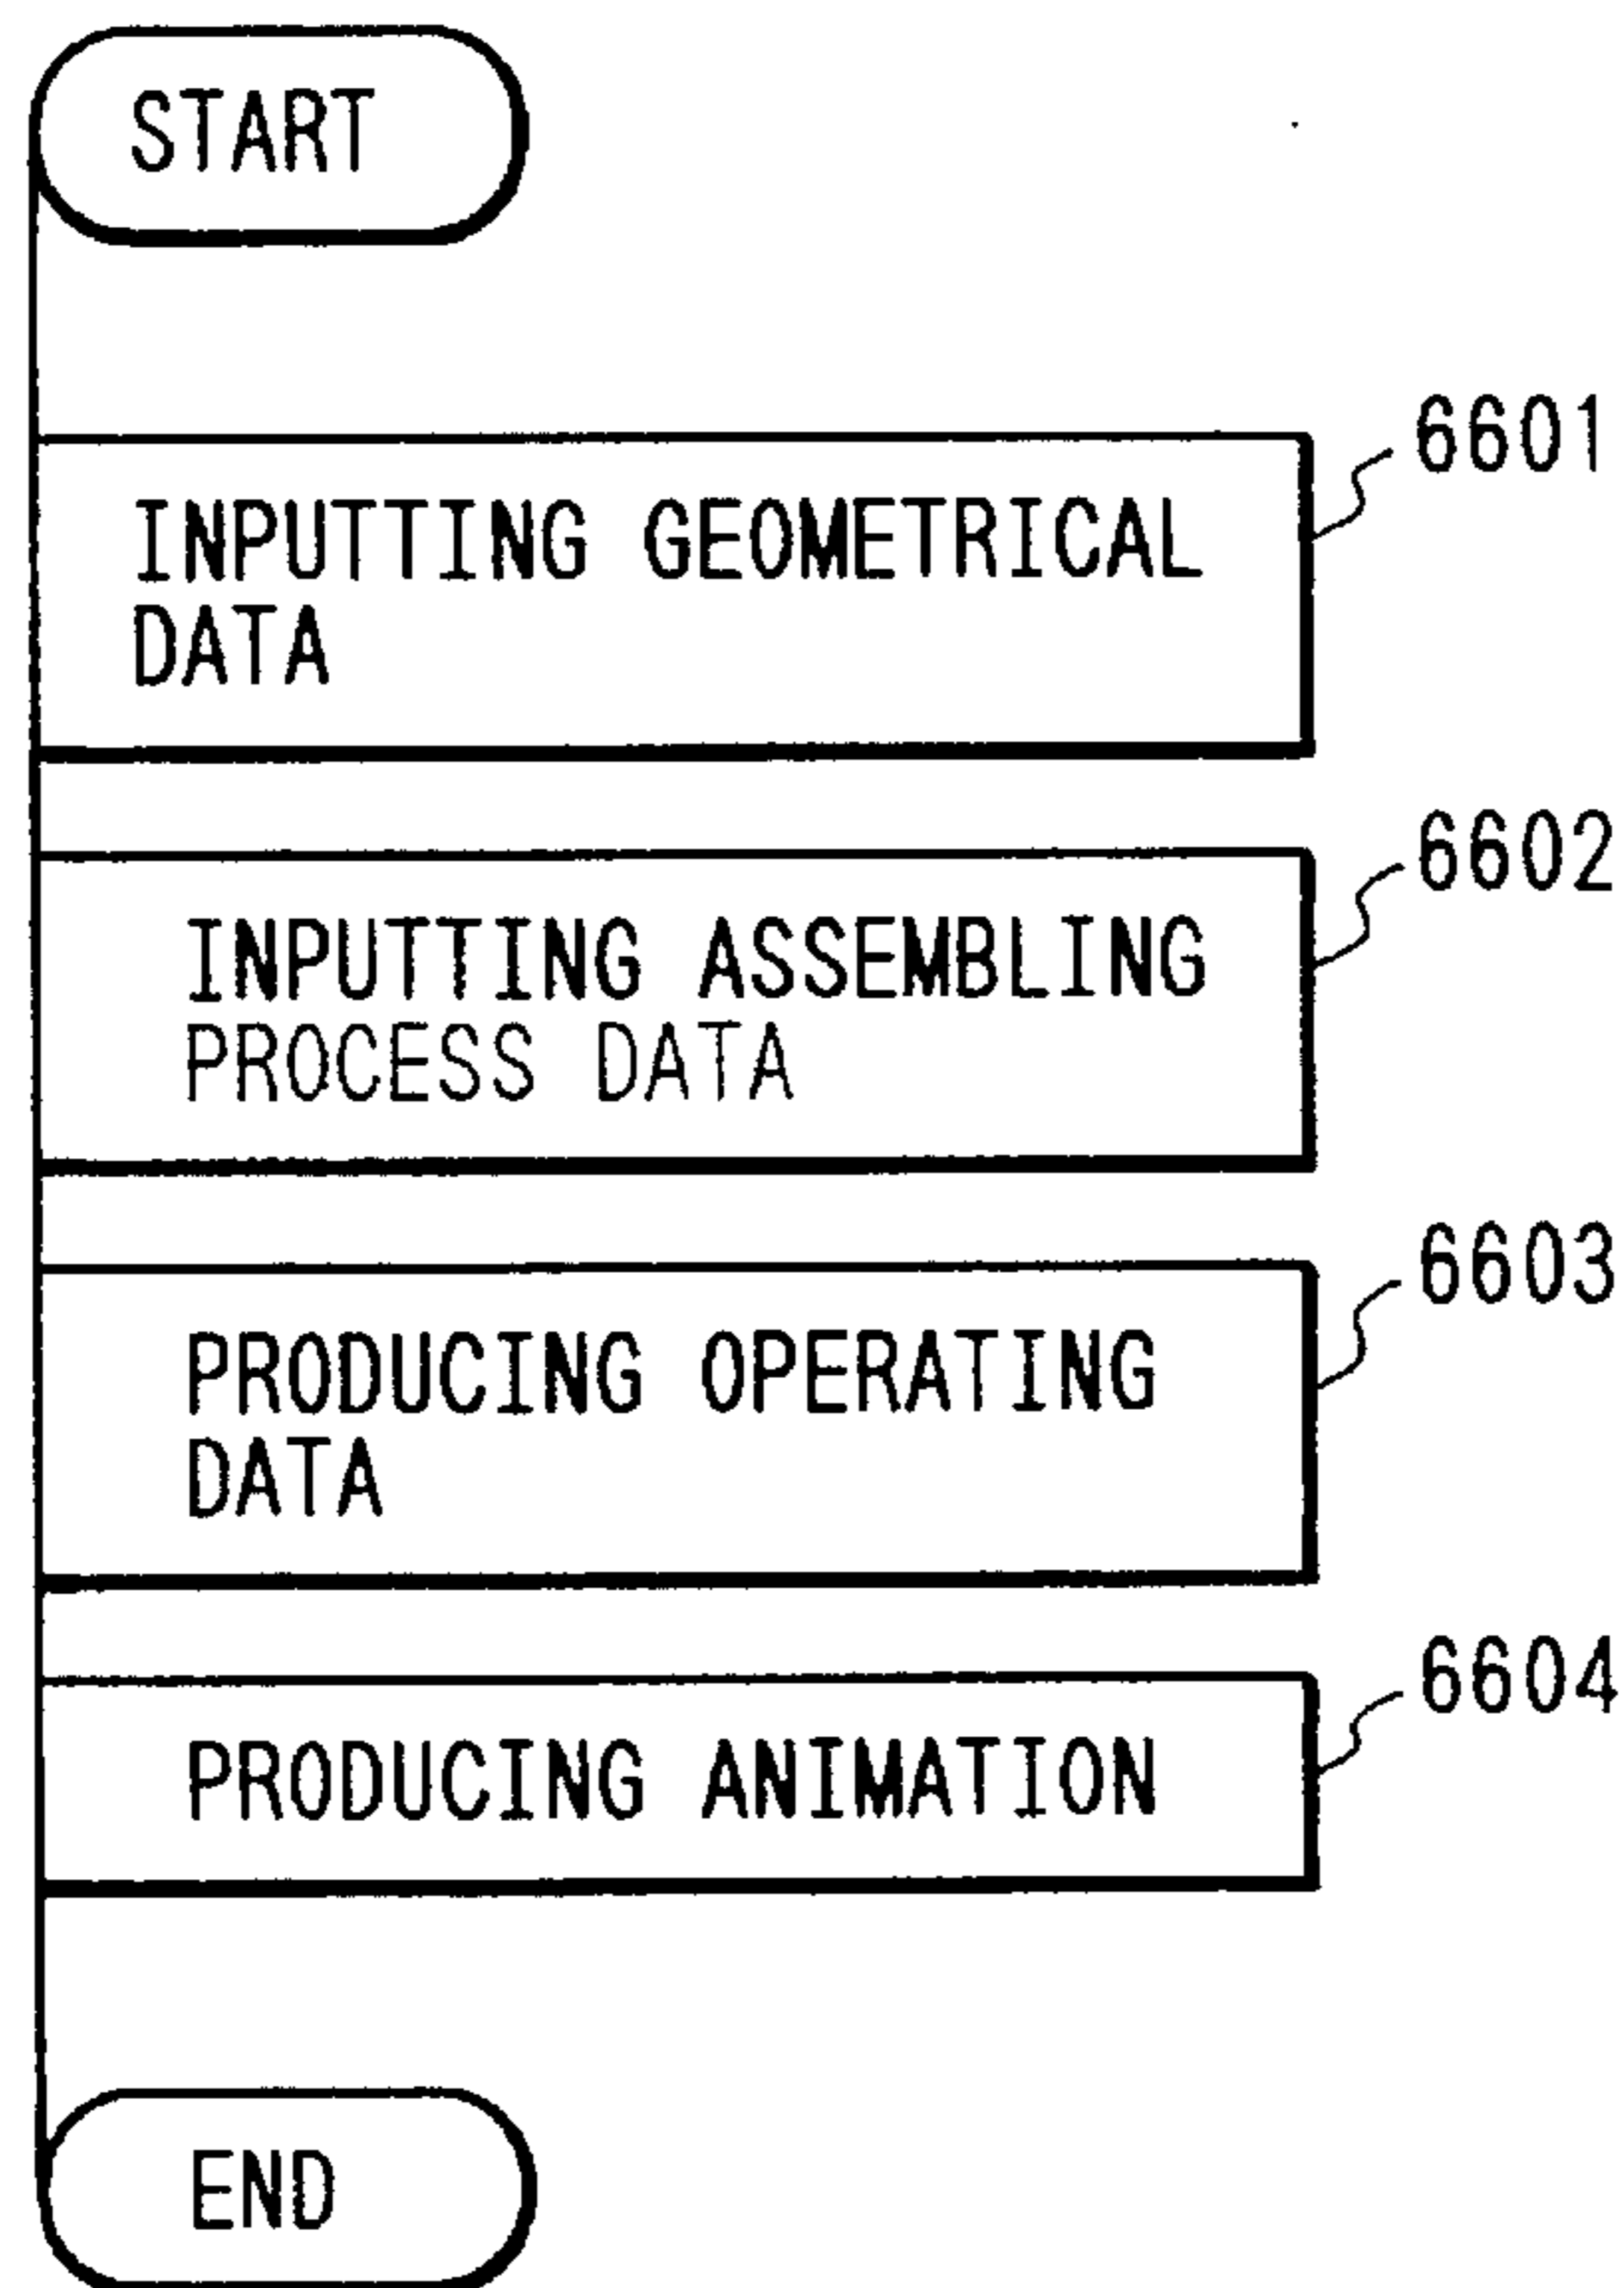 START
6601
INPUTTING GEOMETRICAL
DATA
6602
INPUTTING ASSEMBLING
PROCESS DATA
6603
PRODUCING OPERATING
DATA
6604
PRODUCING ANIMATION
END